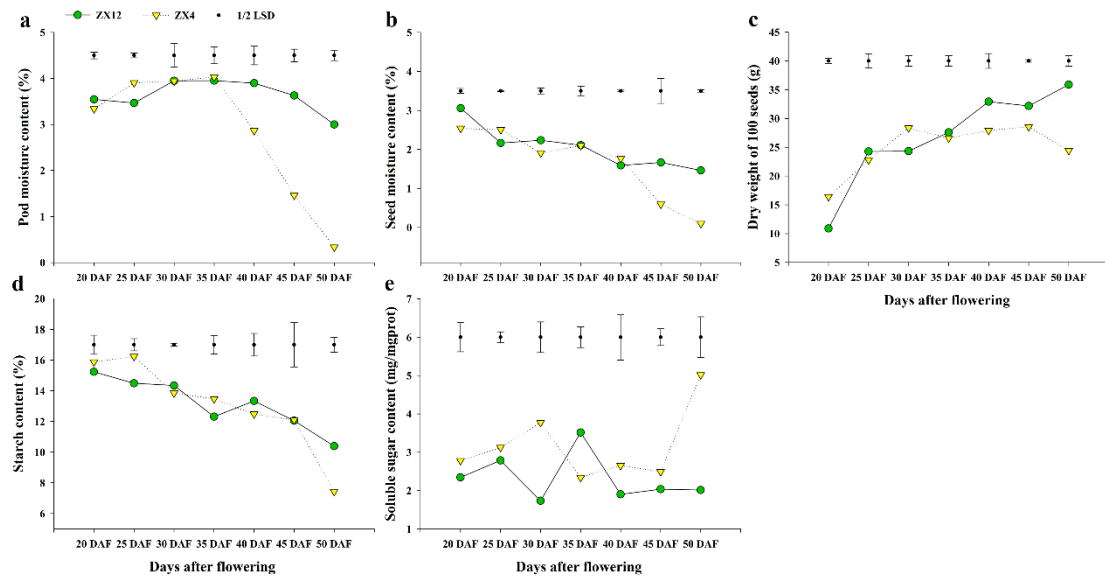 a
ZX12
ZX4
1/2 LSD
Pod moisture content (%)
5
4
3
2
1
0
20 DAF 25 DAF 30 DAF 35 DAF 40 DAF 45 DAF 50 DAF
b
Seed moisture content (%)
5
4
3
2
1
0
20 DAF 25 DAF 30 DAF 35 DAF 40 DAF 45 DAF 50 DAF
c
Dry weight of 100 seeds (g)
45
40
35
30
25
20
15
10
5
20 DAF 25 DAF 30 DAF 35 DAF 40 DAF 45 DAF 50 DAF
Days after flowering
d
Starch content (%)
20
18
16
14
12
10
8
6
20 DAF 25 DAF 30 DAF 35 DAF 40 DAF 45 DAF 50 DAF
Days after flowering
e
Soluble sugar content (mg/mgprot)
7
6
5
4
3
2
1
20 DAF 25 DAF 30 DAF 35 DAF 40 DAF 45 DAF 50 DAF
Days after flowering